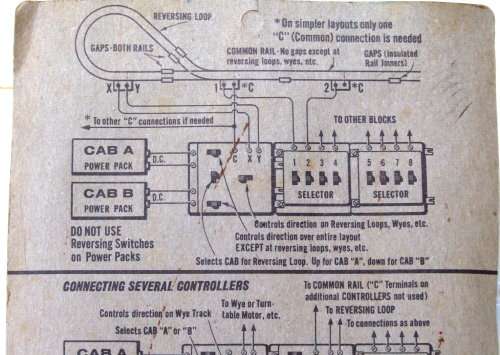 REVERSING LOOP
* On simpler layouts only one
"C" (Common) connection is needed
GAPS-BOTH RAILS
COMMON RAIL-No gaps except at
reversing loops, wyes, etc.
GAPS (Insulated
Rail Joiners)
X Y 1 *C 2 *C
* To other "C" connections if needed
TO OTHER BLOCKS
CAB A
POWER PACK
D.C.
C X Y
1 2 3 4
SELECTOR
5 6 7 8
SELECTOR
CAB B
POWER PACK
D.C.
DO NOT USE
Reversing Switches
on Power Packs
Controls direction on Reversing Loops, Wyes, etc.
Controls direction over entire layout
EXCEPT at reversing loops, wyes, etc.
Selects CAB for Reversing Loop. Up for CAB "A", down for CAB "B"
CONNECTING SEVERAL CONTROLLERS
To COMMON RAIL ("C" Terminals on
additional CONTROLLERS not used)
To Wye or Turn-
table Motor, etc.
To REVERSING LOOP
Controls direction on Wye Track
To connections as above
Selects CAB "A" or "B"
CAB A